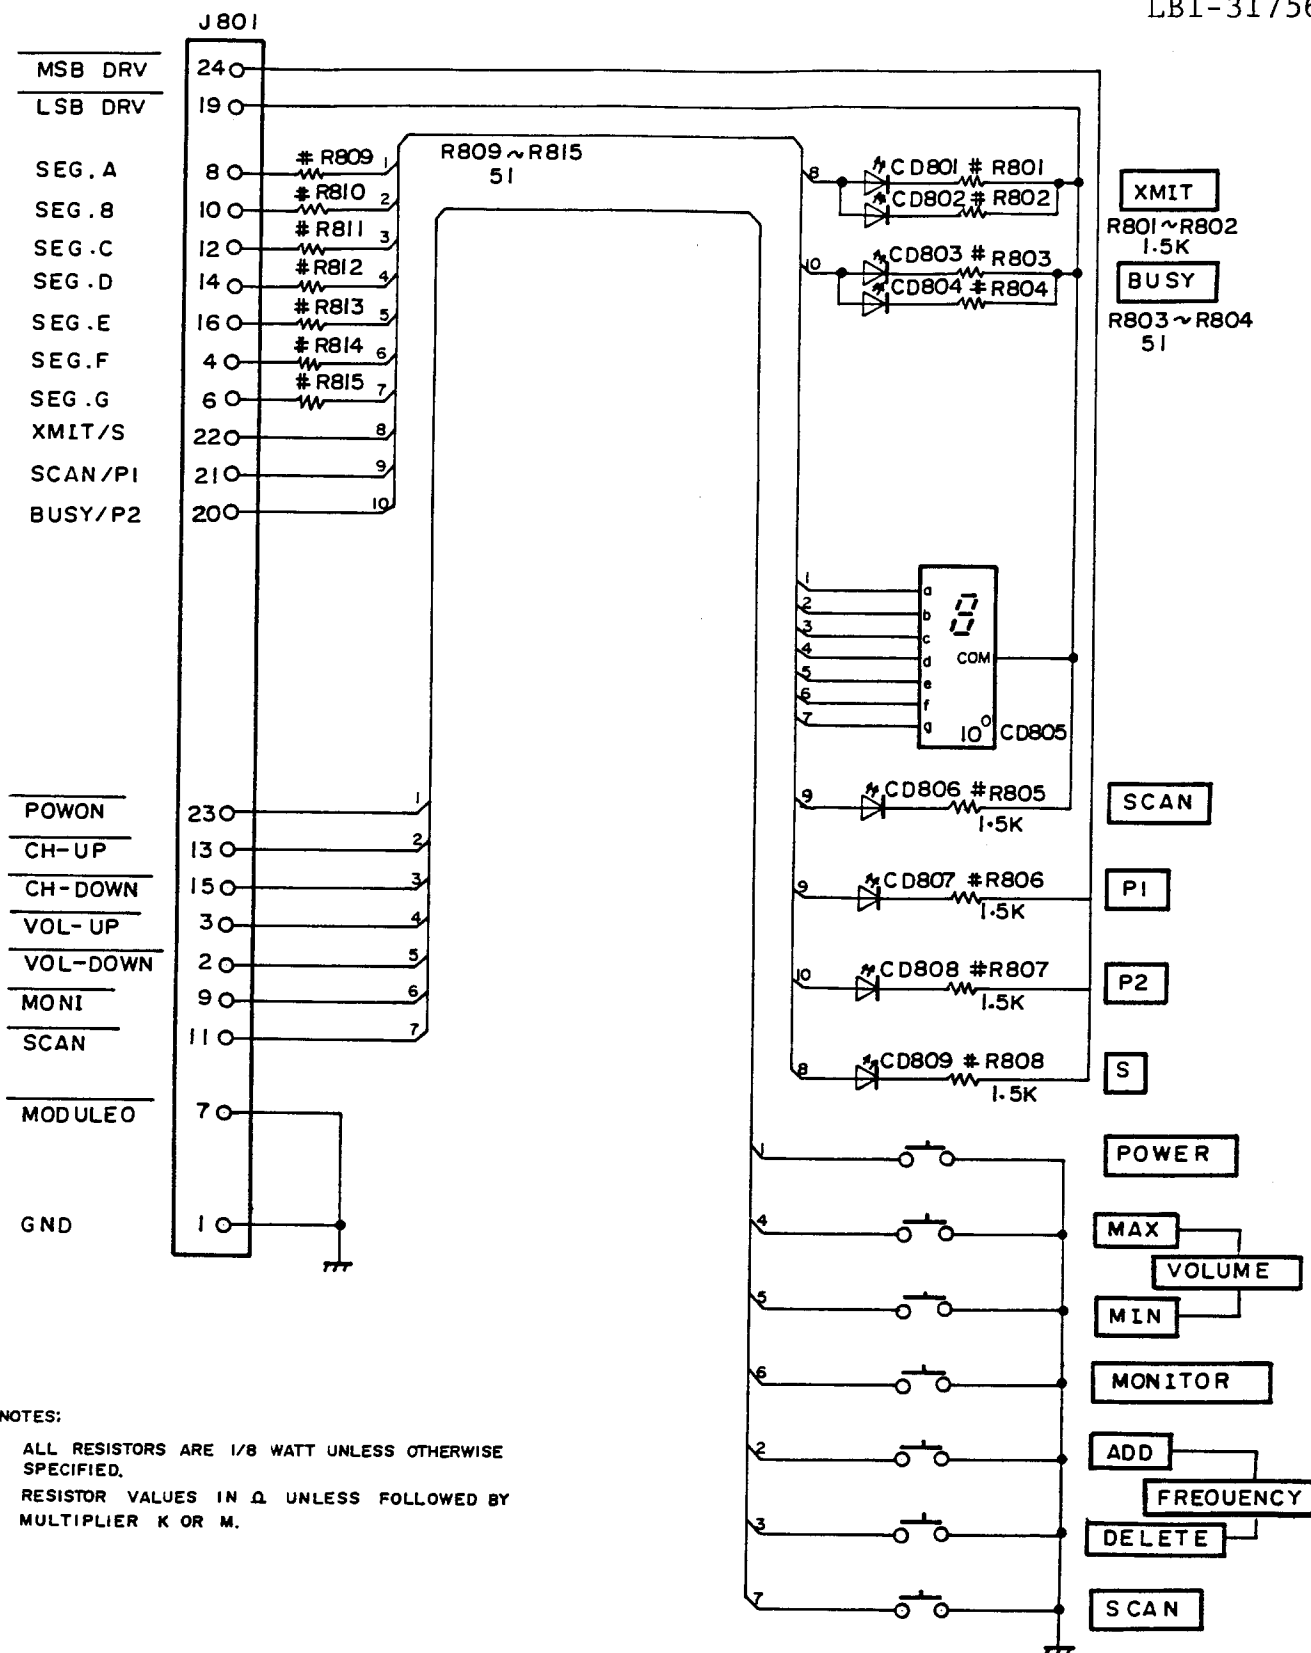 LBI-31756
J801
MSB DRV 24
LSB DRV 19
SEG.A 8 # R809 1
SEG.8 10 # R810 2
SEG.C 12 # R811 3
SEG.D 14 # R812 4
SEG.E 16 # R813 5
SEG.F 4 # R814 6
SEG.G 6 # R815 7
XMIT/S 22 8
SCAN/P1 21 9
BUSY/P2 20 10
R809~R815
51
8 CD801 # R801
CD802 # R802
XMIT
R801~R802
1.5K
10 CD803 # R803
CD804 # R804
BUSY
R803~R804
51
1 a
2 b
3 c
4 d COM
5 e
6 f
7 g 10⁰ CD805
9 CD806 # R805
1.5K
SCAN
9 CD807 #R806
1.5K
P1
10 CD808 #R807
1.5K
P2
8 CD809 # R808
1.5K
S
POWON 23 1
CH-UP 13 2
CH-DOWN 15 3
VOL-UP 3 4
VOL-DOWN 2 5
MONI 9 6
SCAN 11 7
MODULEO 7
GND 1
1 POWER
4 MAX
VOLUME
5 MIN
6 MONITOR
2 ADD
FREQUENCY
3 DELETE
7 SCAN
NOTES:
ALL RESISTORS ARE 1/8 WATT UNLESS OTHERWISE
SPECIFIED.
RESISTOR VALUES IN Ω UNLESS FOLLOWED BY
MULTIPLIER K OR M.